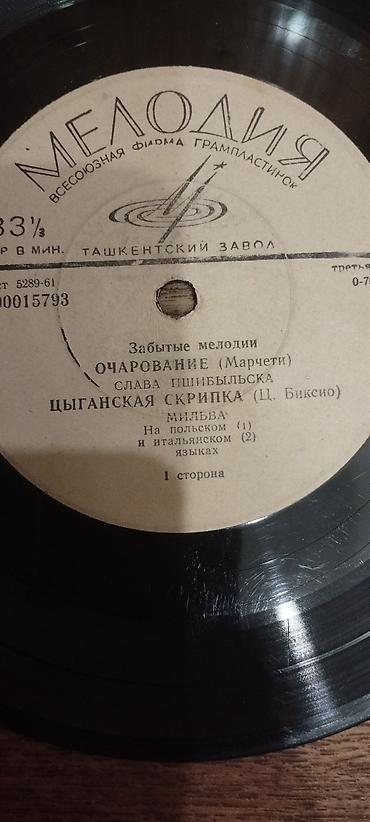 МЕЛОДИЯ
ВСЕСОЮЗНАЯ ФИРМА ГРАМПЛАСТИНОК
33⅓
В МИН. ТАШКЕНТСКИЙ ЗАВОД
5289-61
00015793
Забытые мелодии
ОЧАРОВАНИЕ (Марчети)
СЛАВА ПШИБЫЛЬСКА
ЦЫГАНСКАЯ СКРИПКА (Ц. Биксио)
МИЛЬВА
На польском (1)
и итальянском (2)
языках
I сторона